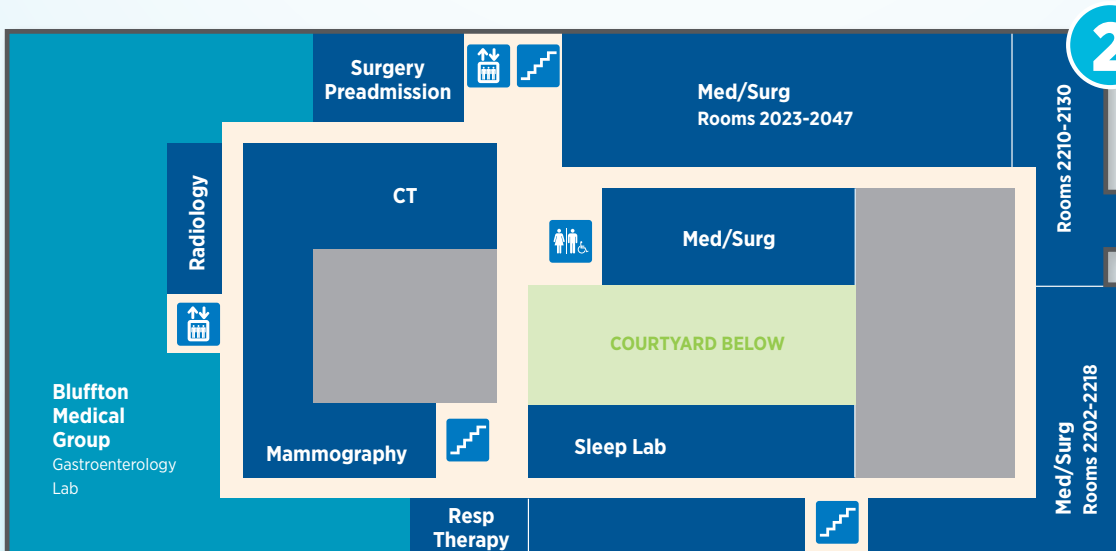 2
Surgery
Preadmission
Med/Surg
Rooms 2023-2047
Rooms 2210-2130
Radiology
CT
Med/Surg
COURTYARD BELOW
Bluffton
Medical
Group
Gastroenterology
Lab
Mammography
Sleep Lab
Med/Surg
Rooms 2202-2218
Resp
Therapy